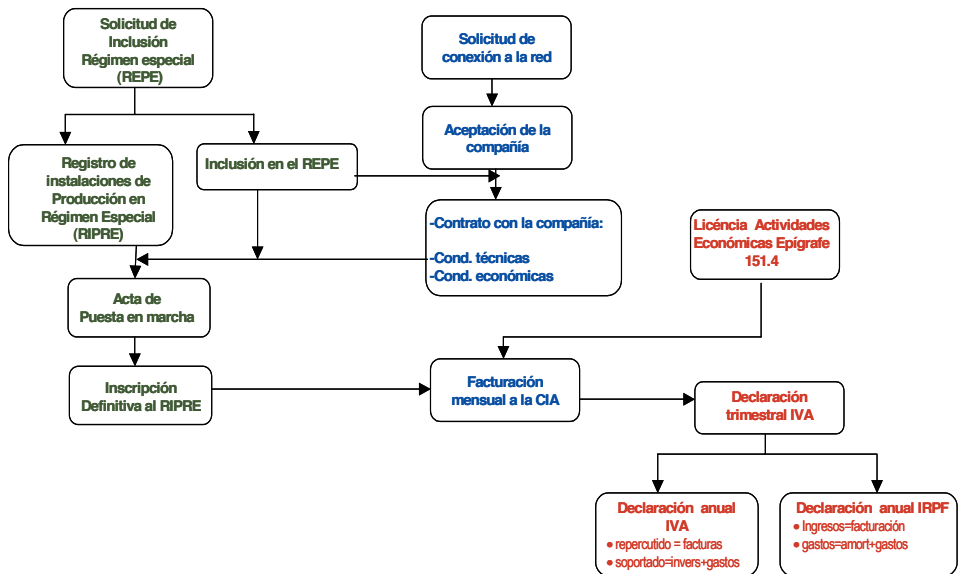 Solicitud de
Inclusión
Régimen especial
(REPE)
Solicitud de
conexión a la red
Aceptación de la
compañía
Registro de
instalaciones de
Producción en
Régimen Especial
(RIPRE)
Inclusión en el REPE
-Contrato con la compañía:
-Cond. técnicas
-Cond. económicas
Licéncia Actividades
Económicas Epígrafe
151.4
Acta de
Puesta en marcha
Inscripción
Definitiva al RIPRE
Facturación
mensual a la CIA
Declaración
trimestral IVA
Declaración anual
IVA
• repercutido = facturas
• soportado=invers+gastos
Declaración anual IRPF
• Ingresos=facturación
• gastos=amort+gastos